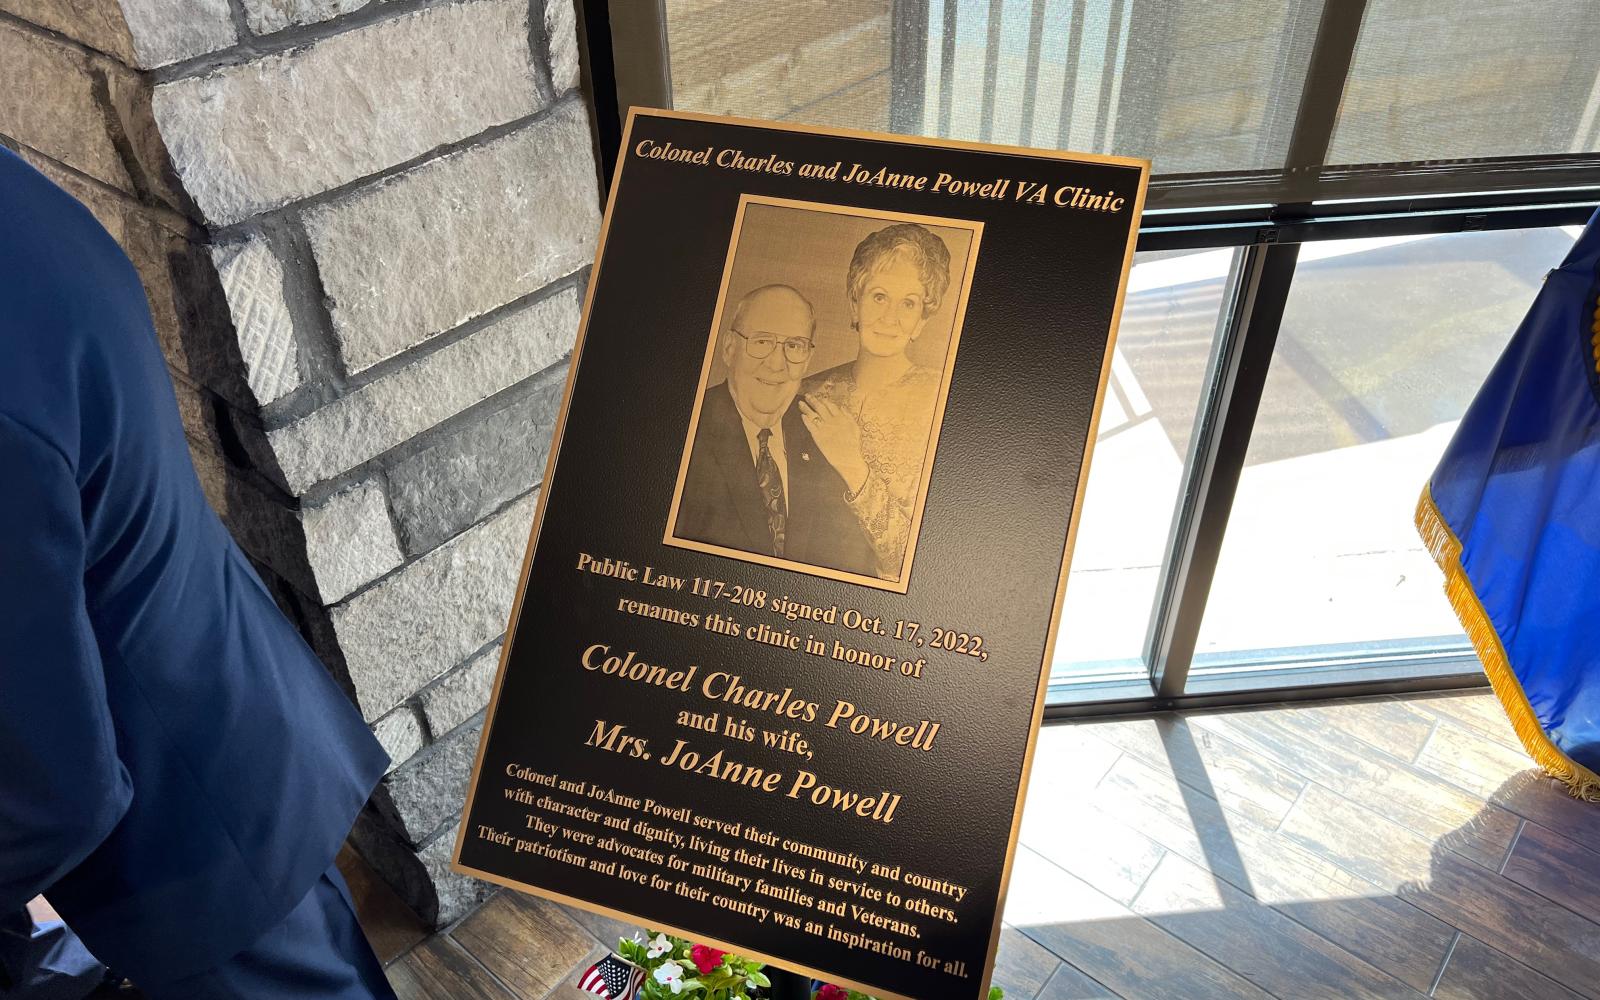 Colonel Charles and JoAnne Powell VA Clinic
Public Law 117-208 signed Oct. 17, 2022,
renames this clinic in honor of
Colonel Charles Powell
and his wife,
Mrs. JoAnne Powell
Colonel and JoAnne Powell served their community and country
with character and dignity, living their lives in service to others.
They were advocates for military families and Veterans.
Their patriotism and love for their country was an inspiration for all.